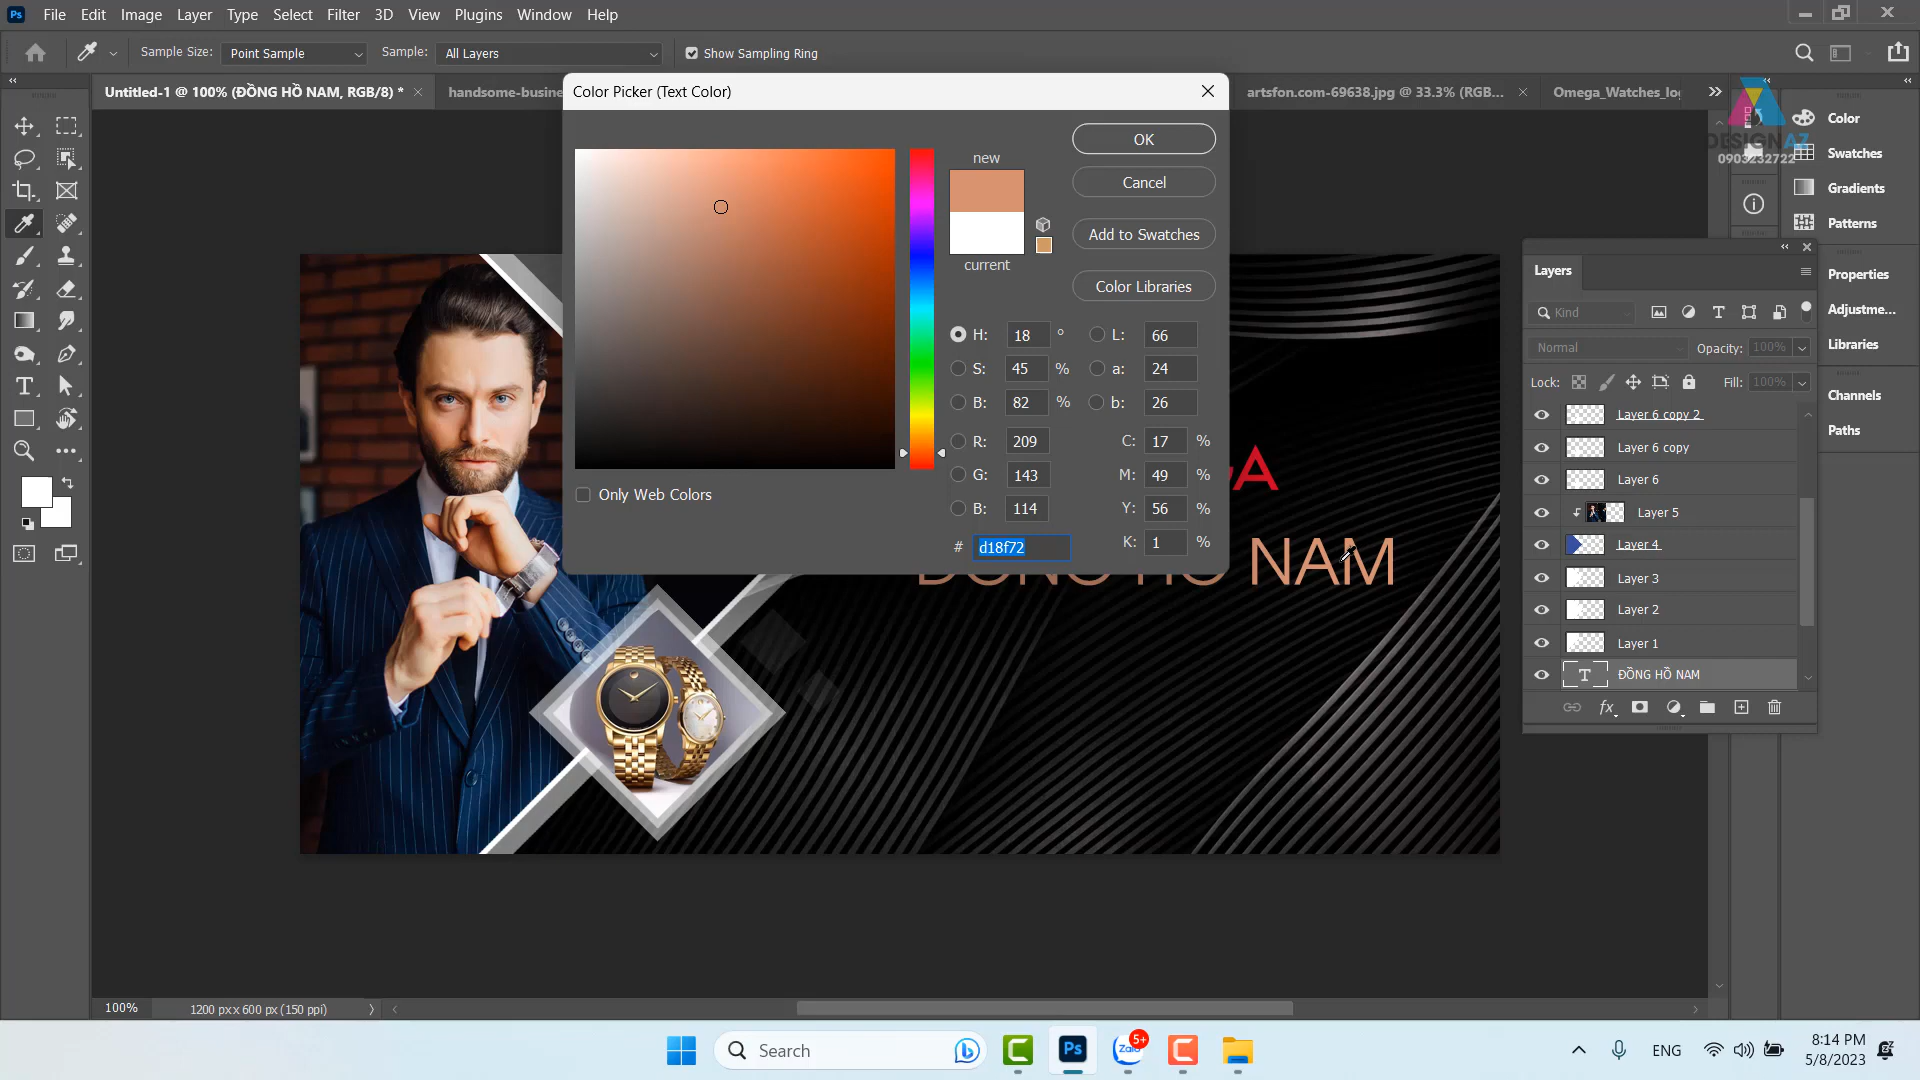 Ps File Edit Image Layer Type Select Filter 3D View Plugins Window Help
Sample Size: Point Sample Sample: All Layers Show Sampling Ring
Untitled-1 @ 100% (ĐỒNG HỒ NAM, RGB/8) *
handsome-busine
artsfon.com-69638.jpg @ 33.3% (RGB...
Omega_Watches_lo
Color Picker (Text Color)
new
current
OK
Cancel
Add to Swatches
Color Libraries
H: 18 °
S: 45 %
B: 82 %
R: 209
G: 143
B: 114
# d18f72
L: 66
a: 24
b: 26
C: 17 %
M: 49 %
Y: 56 %
K: 1 %
Only Web Colors
A
ĐỒNG HỒ NAM
DESIGN AZ
0903232722
Color
Swatches
Gradients
Patterns
Properties
Adjustme...
Libraries
Channels
Paths
Layers
Kind
Normal Opacity: 100%
Lock: Fill: 100%
Layer 6 copy 2
Layer 6 copy
Layer 6
Layer 5
Layer 4
Layer 3
Layer 2
Layer 1
T ĐỒNG HỒ NAM
fx
100% 1200 px x 600 px (150 ppi)
Search
Ps
Zalo
5+
ENG
8:14 PM
5/8/2023